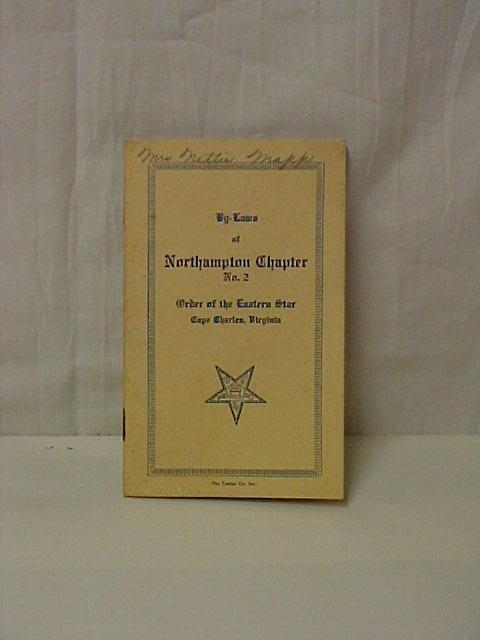 Mrs Nettie Mapp
By-Laws
of
Northampton Chapter
No. 2
Order of the Eastern Star
Cape Charles, Virginia